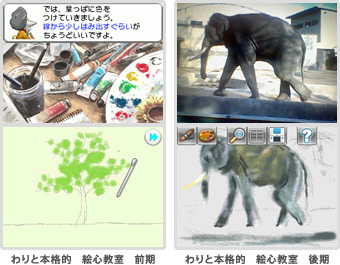 では、葉っぱに色を
つけていきましょう。
線から少しはみ出すぐらいが
ちょうどいいですよ。
わりと本格的 絵心教室 前期
わりと本格的 絵心教室 後期